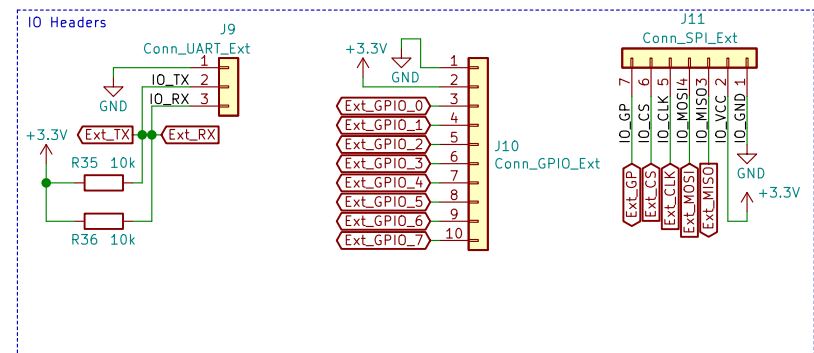 IO Headers
J9
Conn_UART_Ext
1
IO_TX 2
IO_RX 3
GND
+3.3V
Ext_TX
Ext_RX
R35 10k
R36 10k
+3.3V
GND
1
2
Ext_GPIO_0 3
Ext_GPIO_1 4
Ext_GPIO_2 5
Ext_GPIO_3 6
Ext_GPIO_4 7
Ext_GPIO_5 8
Ext_GPIO_6 9
Ext_GPIO_7 10
J10
Conn_GPIO_Ext
J11
Conn_SPI_Ext
7 6 5 4 3 2 1
IO_GP
IO_CS
IO_CLK
IO_MOSI
IO_MISO
IO_VCC
IO_GND
Ext_GP
Ext_CS
Ext_CLK
Ext_MOSI
Ext_MISO
GND
+3.3V